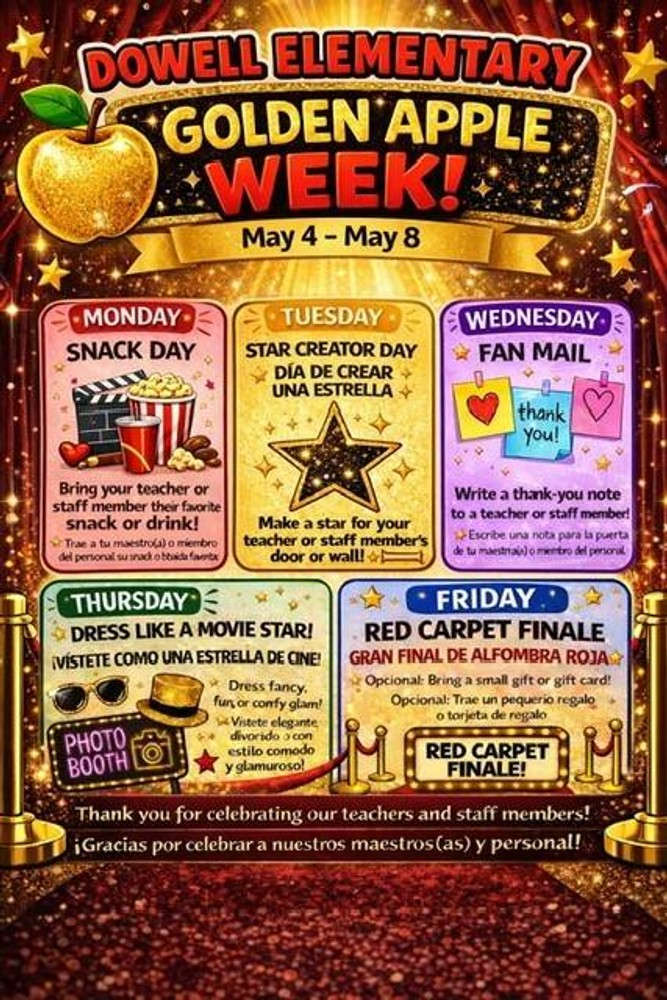 DOWELL ELEMENTARY
GOLDEN APPLE
WEEK!
May 4 – May 8
MONDAY
SNACK DAY
Bring your teacher or
staff member their favorite
snack or drink!
Trae a tu maestro(a) o miembro
del personal su snack o bbaida favorita:
TUESDAY
STAR CREATOR DAY
DÍA DE CREAR
UNA ESTRELLA
Make a star for your
teacher or staff member's
door or wall!
WEDNESDAY
FAN MAIL
thank
you!
Write a thank-you note
to a teacher or staff member!
Escribe una nota para la puerta
de tu maestra(a) o miembro del personal.
THURSDAY
DRESS LIKE A MOVIE STAR!
¡VÍSTETE COMO UNA ESTRELLA DE CINE!
Dress fancy,
fun, or comfy glam!
Vístete elegante,
divorido o con
estilo comodo
y glamuroso!
PHOTO
BOOTH
FRIDAY
RED CARPET FINALE
GRAN FINAL DE ALFOMBRA ROJA
Opcional: Bring a small gift or gift card!
Opcional: Trae un pequerio regalo
o torjeta de regalo
RED CARPET
FINALE!
Thank you for celebrating our teachers and staff members!
¡Gracias por celebrar a nuestros maestros(as) y personal!